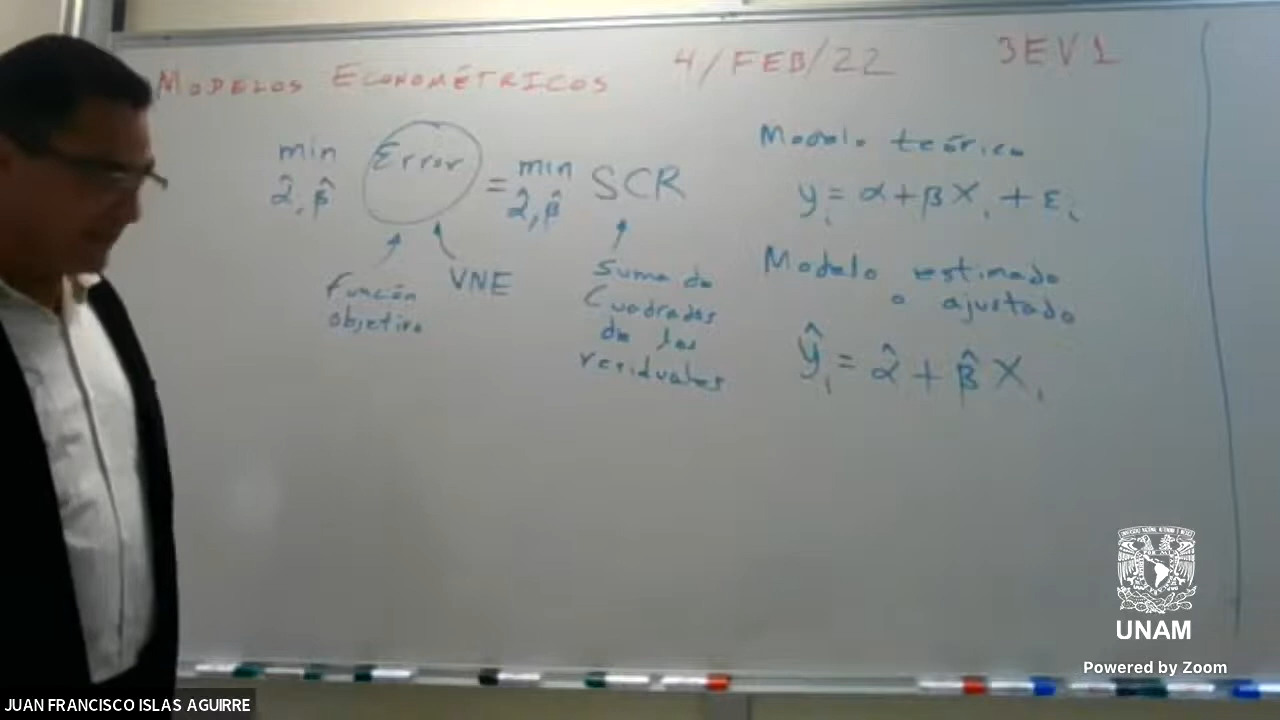 MODELOS ECONOMÉTRICOS 4/FEB/22 3EV1
min Error = min SCR
α̂, β̂ α̂, β̂
función objetivo
VNE
Suma de
Cuadrados
de los
residuales
Modelo teórico
yᵢ = α + βXᵢ + εᵢ
Modelo estimado
o ajustado
ŷᵢ = α̂ + β̂Xᵢ
UNAM
Powered by Zoom
JUAN FRANCISCO ISLAS AGUIRRE